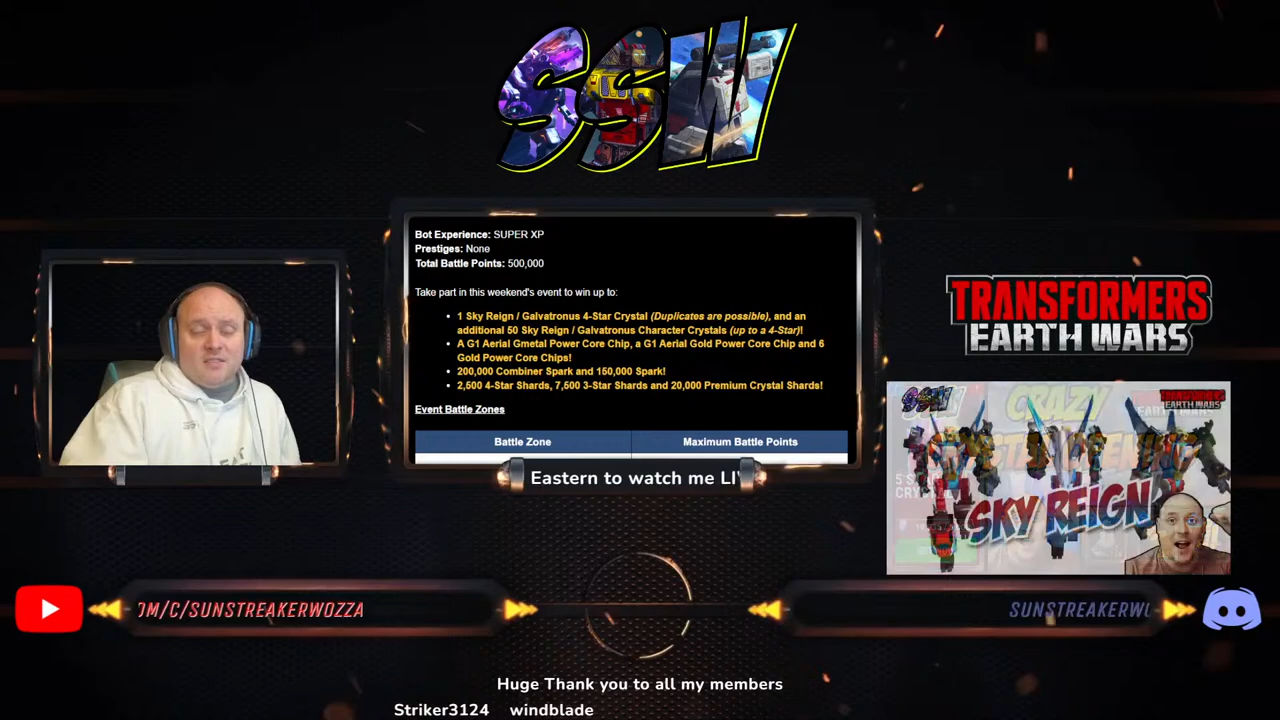 SSW
Bot Experience: SUPER XP
Prestiges: None
Total Battle Points: 500,000
Take part in this weekend's event to win up to:
• 1 Sky Reign / Galvatronus 4-Star Crystal (Duplicates are possible), and an
additional 50 Sky Reign / Galvatronus Character Crystals (up to a 4-Star)!
• A G1 Aerial Gmetal Power Core Chip, a G1 Aerial Gold Power Core Chip and 6
Gold Power Core Chips!
• 200,000 Combiner Spark and 150,000 Spark!
• 2,500 4-Star Shards, 7,500 3-Star Shards and 20,000 Premium Crystal Shards!
Event Battle Zones
Battle Zone Maximum Battle Points
Eastern to watch me LI
TRANSFORMERS
EARTH WARS
SSW
CRAZY
TRANSFORMERS
EARTH WARS
SKY REIGN
OM/C/SUNSTREAKERWOZZA
SUNSTREAKERWO
Huge Thank you to all my members
Striker3124 windblade